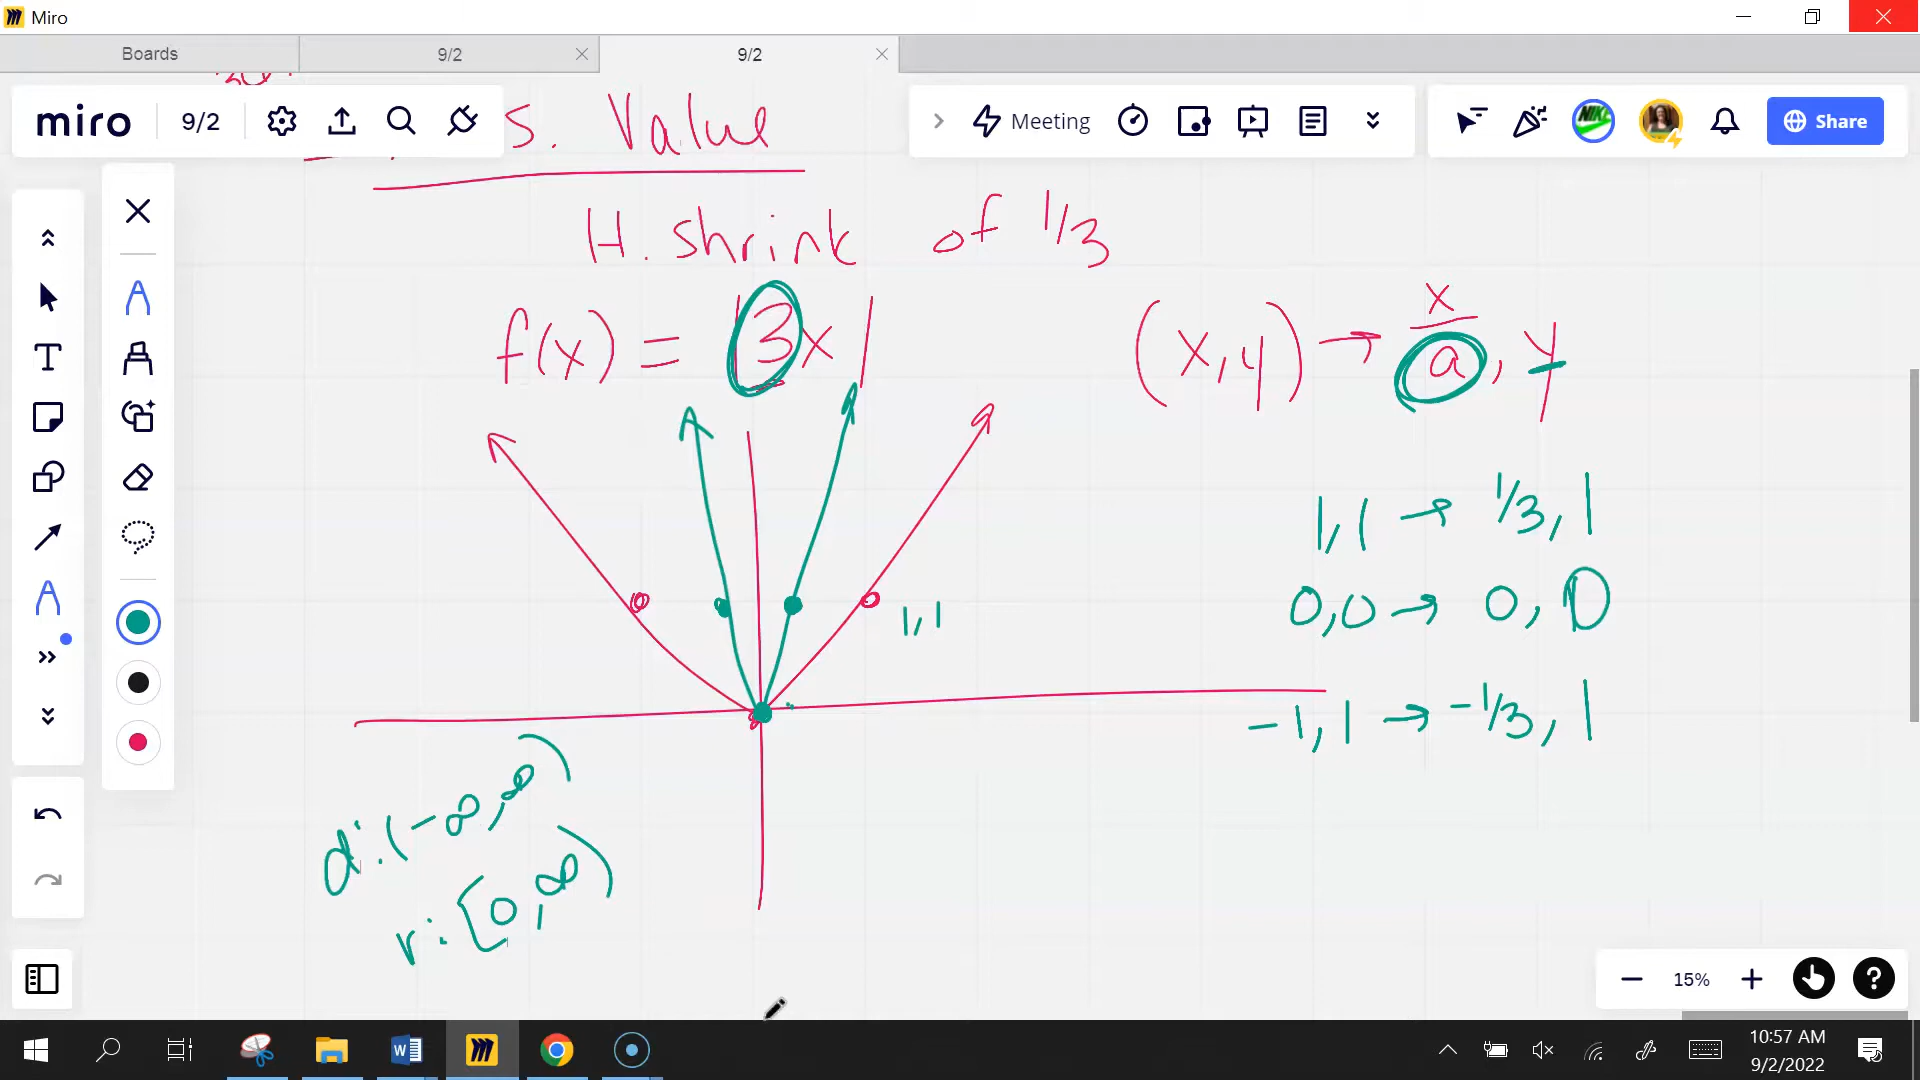 Miro
Boards
9/2
9/2
miro
9/2
Meeting
Share
s. Value
H. shrink of 1/3
f(x) = |3x|
(x,y) → x/a, y
1,1 → 1/3, 1
0,0 → 0, 0
-1,1 → -1/3, 1
1,1
d: (-∞, ∞)
r: [0, ∞)
15%
10:57 AM
9/2/2022